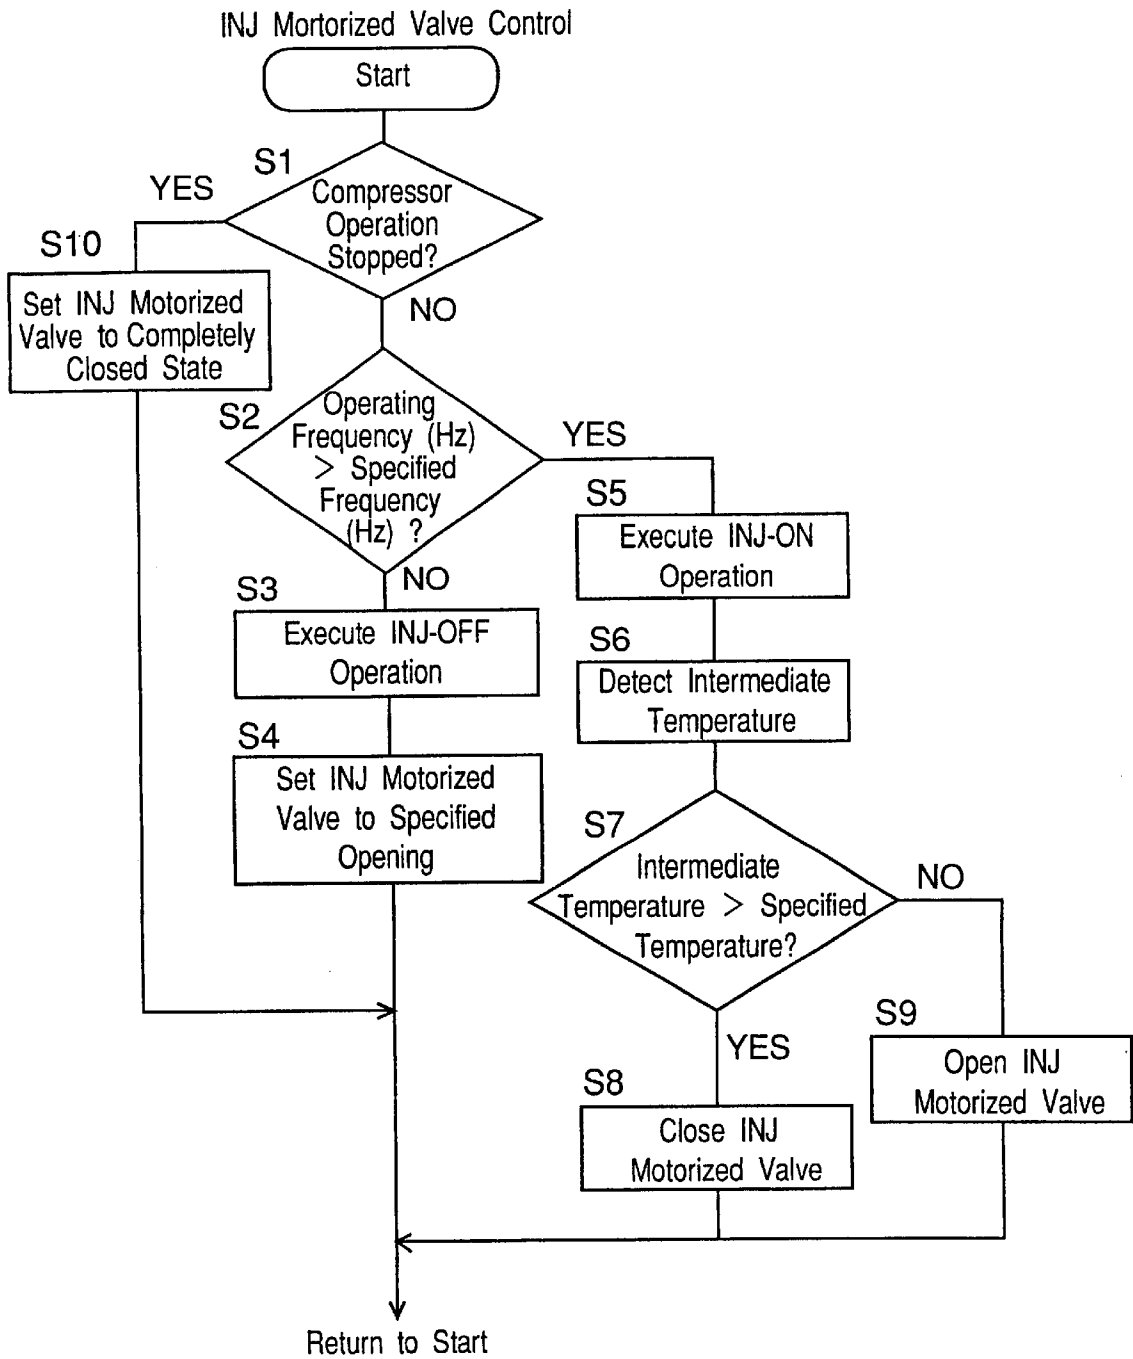 INJ Mortorized Valve Control
Start
S1
YES
Compressor
Operation
Stopped?
NO
S10
Set INJ Motorized
Valve to Completely
Closed State
S2
Operating
Frequency (Hz)
> Specified
Frequency
(Hz) ?
YES
NO
S3
Execute INJ-OFF
Operation
S4
Set INJ Motorized
Valve to Specified
Opening
S5
Execute INJ-ON
Operation
S6
Detect Intermediate
Temperature
S7
Intermediate
Temperature > Specified
Temperature?
NO
YES
S8
Close INJ
Motorized Valve
S9
Open INJ
Motorized Valve
Return to Start